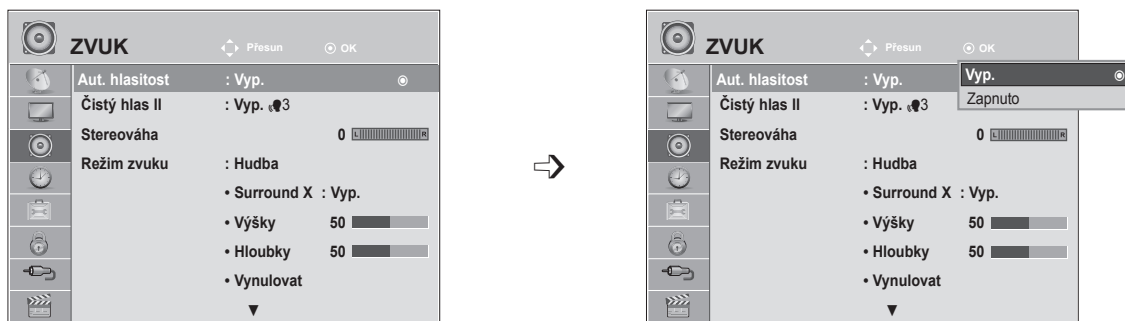 ZVUK Přesun OK
Aut. hlasitost : Vyp.
Čistý hlas II : Vyp. 3
Stereováha 0 L R
Režim zvuku : Hudba
• Surround X : Vyp.
• Výšky 50
• Hloubky 50
• Vynulovat
ZVUK Přesun OK
Aut. hlasitost : Vyp.
Vyp.
Zapnuto
Čistý hlas II : Vyp. 3
Stereováha 0 L R
Režim zvuku : Hudba
• Surround X : Vyp.
• Výšky 50
• Hloubky 50
• Vynulovat